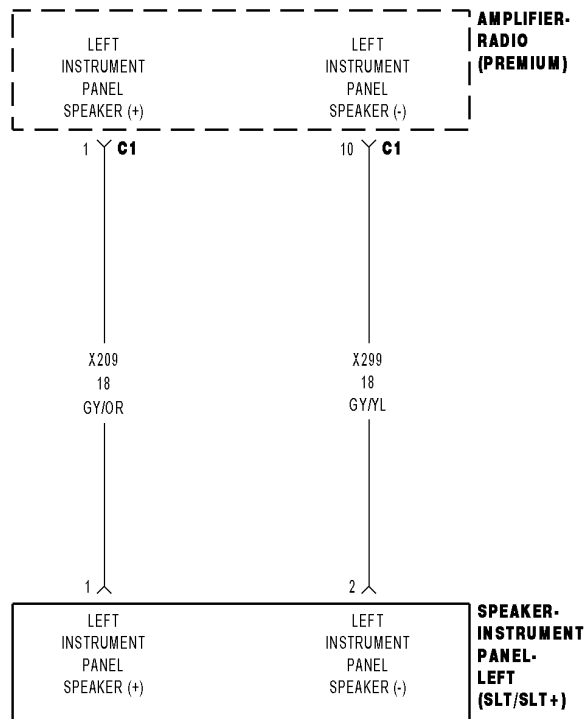 AMPLIFIER-
RADIO
(PREMIUM)
LEFT
INSTRUMENT
PANEL
SPEAKER (+)
LEFT
INSTRUMENT
PANEL
SPEAKER (-)
1 C1
10 C1
X209
18
GY/OR
X299
18
GY/YL
1
2
LEFT
INSTRUMENT
PANEL
SPEAKER (+)
LEFT
INSTRUMENT
PANEL
SPEAKER (-)
SPEAKER-
INSTRUMENT
PANEL-
LEFT
(SLT/SLT+)